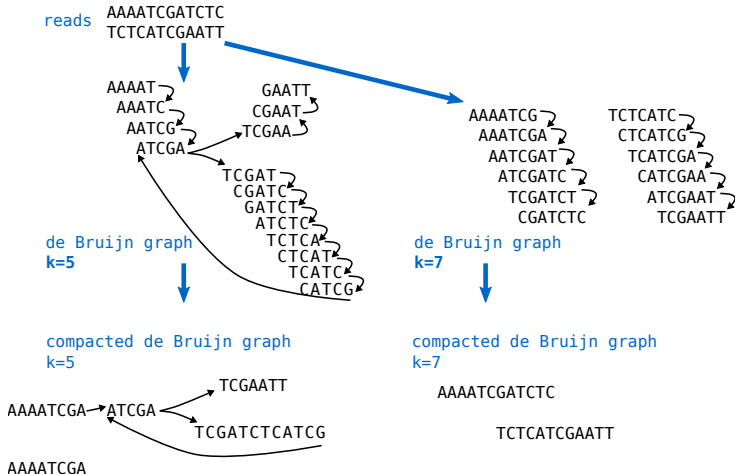 reads
AAAATCGATCTC
TCTCATCGAATT
AAAAT
AAATC
AATCG
ATCGA
GAATT
CGAAT
TCGAA
TCGAT
CGATC
GATCT
ATCTC
TCTCA
CTCAT
TCATC
CATCG
de Bruijn graph
k=5
AAAATCG
AAATCGA
AATCGAT
ATCGATC
TCGATCT
CGATCTC
TCTCATC
CTCATCG
TCATCGA
CATCGAA
ATCGAAT
TCGAATT
de Bruijn graph
k=7
compacted de Bruijn graph
k=5
AAAATCGA
ATCGA
TCGAATT
TCGATCTCATCG
AAAATCGA
compacted de Bruijn graph
k=7
AAAATCGATCTC
TCTCATCGAATT